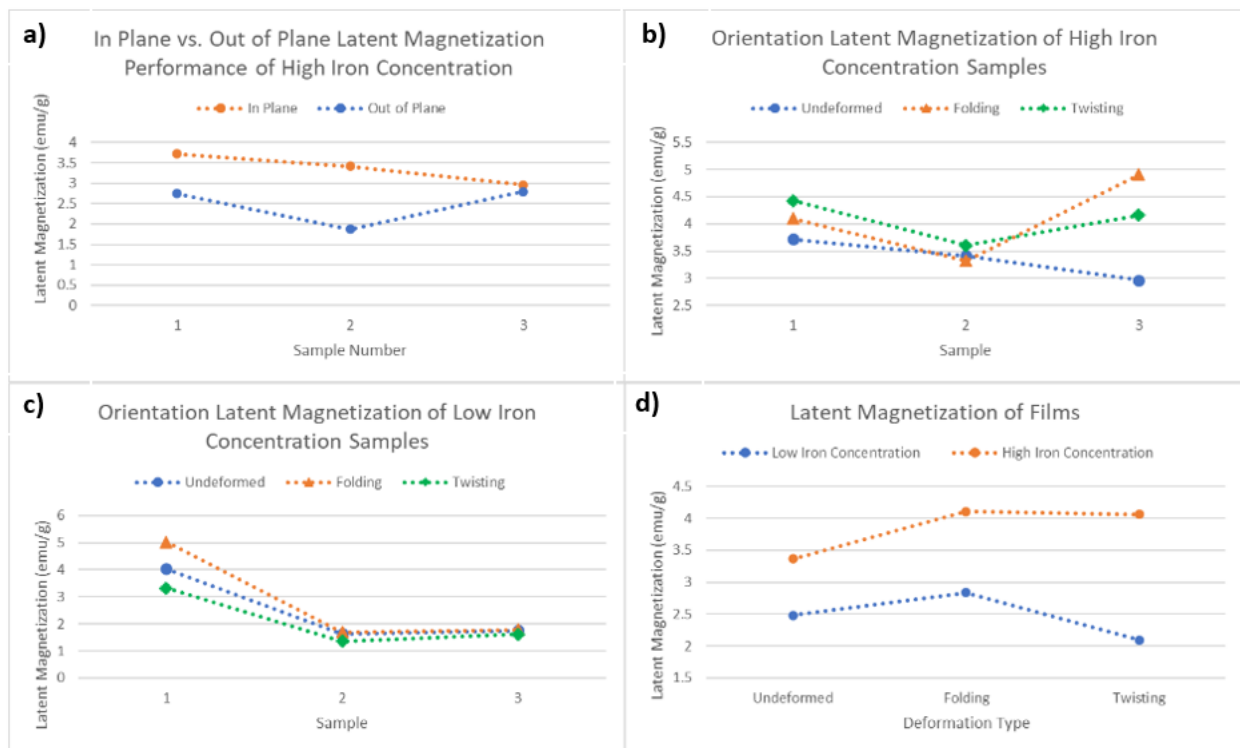 a)
In Plane vs. Out of Plane Latent Magnetization
Performance of High Iron Concentration
In Plane
Out of Plane
Latent Magnetization (emu/g)
4
3.5
3
2.5
2
1.5
1
0.5
0
1
2
3
Sample Number
b)
Orientation Latent Magnetization of High Iron
Concentration Samples
Undeformed
Folding
Twisting
Latent Magnetization (emu/g)
5.5
5
4.5
4
3.5
3
2.5
1
2
3
Sample
c)
Orientation Latent Magnetization of Low Iron
Concentration Samples
Undeformed
Folding
Twisting
Latent Magnetization (emu/g)
6
5
4
3
2
1
0
1
2
3
Sample
d)
Latent Magnetization of Films
Low Iron Concentration
High Iron Concentration
Latent Magnetization (emu/g)
4.5
4
3.5
3
2.5
2
1.5
Undeformed
Folding
Twisting
Deformation Type